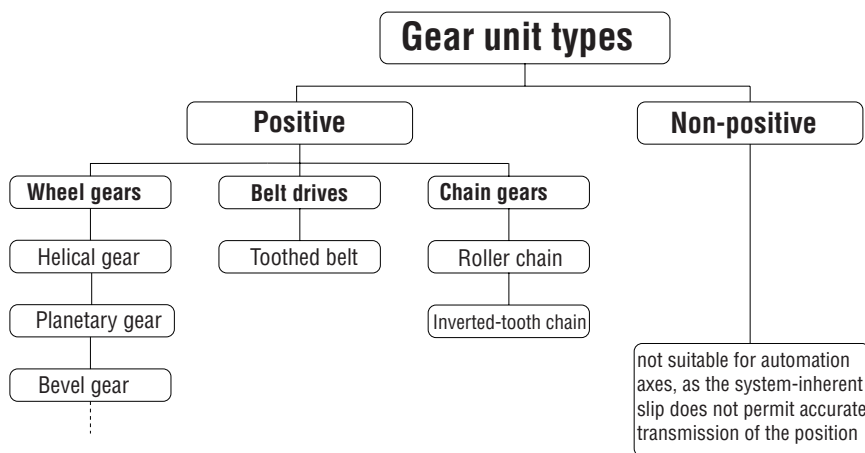 Gear unit types
Positive
Non-positive
Wheel gears
Belt drives
Chain gears
Helical gear
Toothed belt
Roller chain
Planetary gear
Inverted-tooth chain
Bevel gear
not suitable for automation
axes, as the system-inherent
slip does not permit accurate
transmission of the position